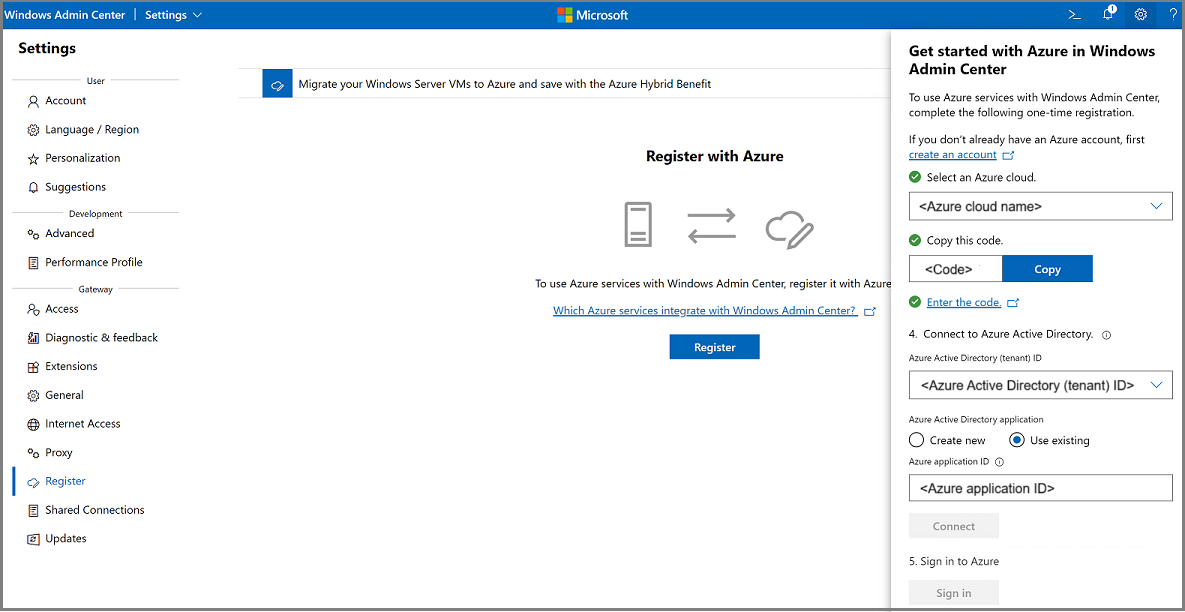 Windows Admin Center | Settings
Microsoft
>_
1
?
Settings
User
Account
Language / Region
Personalization
Suggestions
Development
Advanced
Performance Profile
Gateway
Access
Diagnostic & feedback
Extensions
General
Internet Access
Proxy
Register
Shared Connections
Updates
Migrate your Windows Server VMs to Azure and save with the Azure Hybrid Benefit
Register with Azure
To use Azure services with Windows Admin Center, register it with Azure
Which Azure services integrate with Windows Admin Center?
Register
Get started with Azure in Windows
Admin Center
To use Azure services with Windows Admin Center,
complete the following one-time registration.
If you don't already have an Azure account, first
create an account
Select an Azure cloud.
<Azure cloud name>
Copy this code.
<Code>
Copy
Enter the code.
4. Connect to Azure Active Directory.
Azure Active Directory (tenant) ID
<Azure Active Directory (tenant) ID>
Azure Active Directory application
Create new
Use existing
Azure application ID
<Azure application ID>
Connect
5. Sign in to Azure
Sign in